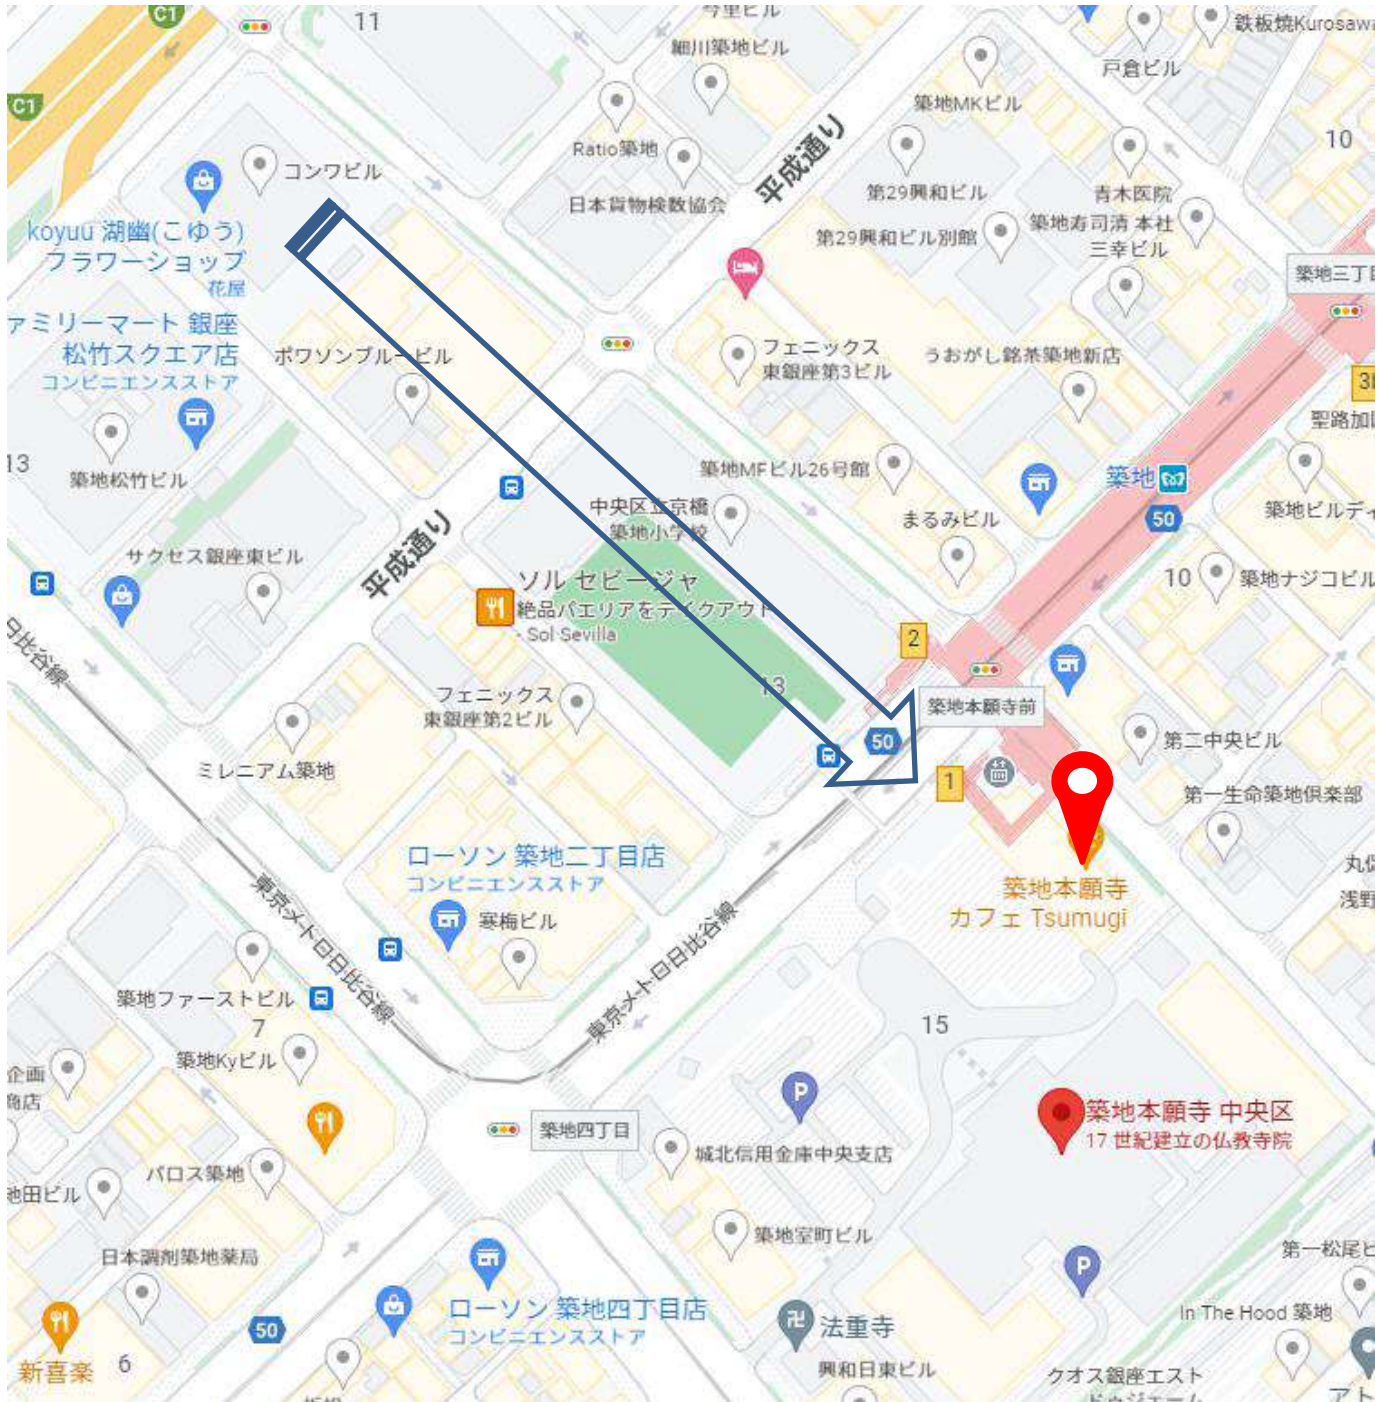 C1
11
今里ビル
細川築地ビル
戸倉ビル
鉄板焼Kurosawa
C1
築地MKビル
10
Ratio築地
平成通り
コンワビル
日本貨物検数協会
第29興和ビル
青木医院
koyuu 湖幽(こゆう)
フラワーショップ
花屋
第29興和ビル別館
築地寿司清 本社
三幸ビル
築地三丁目
ァミリーマート 銀座
松竹スクエア店
コンビニエンスストア
ポワソンブルービル
フェニックス
東銀座第3ビル
うおがし銘茶築地新店
聖路加
13
築地松竹ビル
築地MFビル26号館
築地
中央区立京橋
築地小学校
まるみビル
50
築地ビルディ
平成通り
サクセス銀座東ビル
ソル セビージャ
絶品パエリアをテイクアウト
- Sol Sevilla
10
築地ナジコビル
日比谷線
2
フェニックス
東銀座第2ビル
13
築地本願寺前
50
第二中央ビル
ミレニアム築地
1
第一生命築地倶楽部
ローソン 築地二丁目店
コンビニエンスストア
築地本願寺
カフェ Tsumugi
浅野
東京メトロ日比谷線
寒梅ビル
東京メトロ日比谷線
築地ファーストビル
7
15
築地Kyビル
企画
商店
P
築地本願寺 中央区
17 世紀建立の仏教寺院
築地四丁目
城北信用金庫中央支店
池田ビル
パロス築地
築地室町ビル
日本調剤築地薬局
P
第一松尾ビ
ローソン 築地四丁目店
コンビニエンスストア
In The Hood 築地
50
卍
法重寺
新喜楽
6
興和日東ビル
クオス銀座エスト
アト